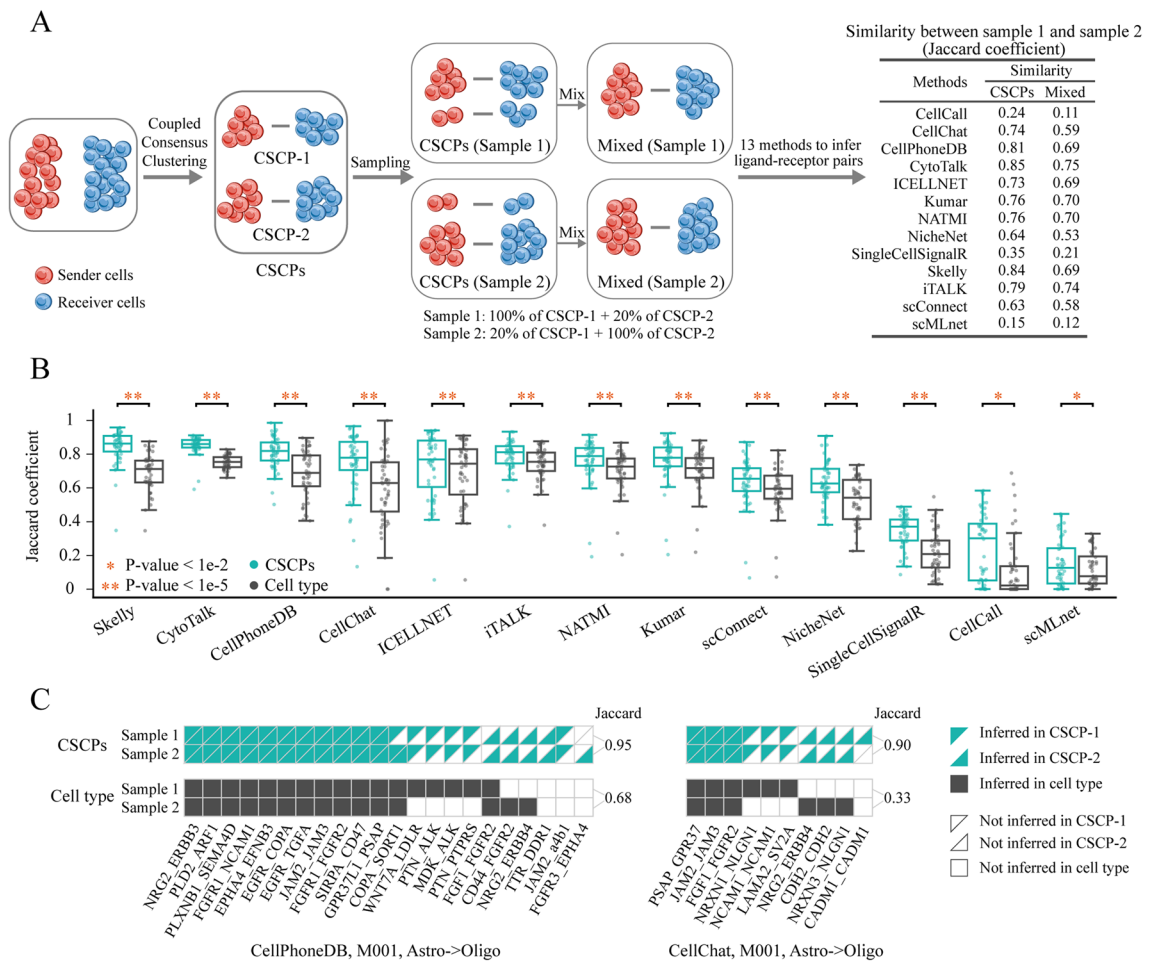 A
Coupled
Consensus
Clustering
CSCP-1
CSCP-2
CSCPs
Sender cells
Receiver cells
Sampling
CSCPs (Sample 1)
Mix
Mixed (Sample 1)
CSCPs (Sample 2)
Mix
Mixed (Sample 2)
Sample 1: 100% of CSCP-1 + 20% of CSCP-2
Sample 2: 20% of CSCP-1 + 100% of CSCP-2
13 methods to infer
ligand-receptor pairs
Similarity between sample 1 and sample 2
(Jaccard coefficient)
Methods Similarity
CSCPs Mixed
CellCall 0.24 0.11
CellChat 0.74 0.59
CellPhoneDB 0.81 0.69
CytoTalk 0.85 0.75
ICELLNET 0.73 0.69
Kumar 0.76 0.70
NATMI 0.76 0.70
NicheNet 0.64 0.53
SingleCellSignalR 0.35 0.21
Skelly 0.84 0.69
iTALK 0.79 0.74
scConnect 0.63 0.58
scMLnet 0.15 0.12
B
** ** ** ** ** ** ** ** ** ** ** * *
Jaccard coefficient
1
0.8
0.6
0.4
0.2
0
* P-value < 1e-2
** P-value < 1e-5
CSCPs
Cell type
Skelly
CytoTalk
CellPhoneDB
CellChat
ICELLNET
iTALK
NATMI
Kumar
scConnect
NicheNet
SingleCellSignalR
CellCall
scMLnet
C
CSCPs
Sample 1
Sample 2
Cell type
Sample 1
Sample 2
Jaccard
0.95
0.68
NRG2_ERBB3
PLD2_ARF1
PLXNB1_SEMA4D
FGFR1_NCAM1
EPHA4_EFNB3
EGFR_COPA
EGFR_TGFA
JAM2_JAM3
FGFR1_FGFR2
SIRPA_CD47
GPR37L1_PSAP
COPA_SORT1
WNT7A_LDLR
PTN_ALK
MDK_ALK
PTN_PTPRS
FGF1_FGFR2
CD44_FGFR2
NRG2_ERBB4
TTR_DDR1
JAM2_a4b1
FGFR3_EPHA4
CellPhoneDB, M001, Astro->Oligo
Jaccard
0.90
0.33
PSAP_GPR37
JAM2_JAM3
FGF1_FGFR2
NRXN1_NLGN1
NCAM1_NCAM1
LAMA2_SV2A
NRG2_ERBB4
CDH2_CDH2
NRXN3_NLGN1
CADM1_CADM1
CellChat, M001, Astro->Oligo
Inferred in CSCP-1
Inferred in CSCP-2
Inferred in cell type
Not inferred in CSCP-1
Not inferred in CSCP-2
Not inferred in cell type